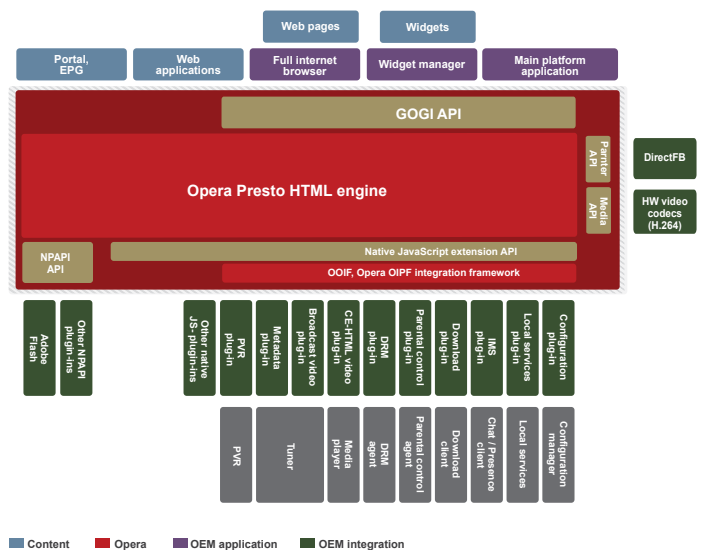 Web pages
Widgets
Portal,
EPG
Web
applications
Full internet
browser
Widget manager
Main platform
application
GOGI API
Opera Presto HTML engine
Parnter
API
Media
API
DirectFB
HW video
codecs
(H.264)
NPAPI
API
Native JavaScript extension API
OOIF, Opera OIPF integration framework
Adobe
Flash
Other NPAPI
plugin-ins
Other native
JS- plugin-ins
PVR
plug-in
Metadata
plug-in
Broadcast video
plug-in
CE-HTML video
plug-in
DRM
plug-in
Parental control
plug-in
Download
plug-in
IMS
plug-in
Local services
plug-in
Configuration
plug-in
PVR
Tuner
Media
player
DRM
agent
Parental control
agent
Download
client
Chat / Presence
client
Local services
Configuration
manager
Content
Opera
OEM application
OEM integration